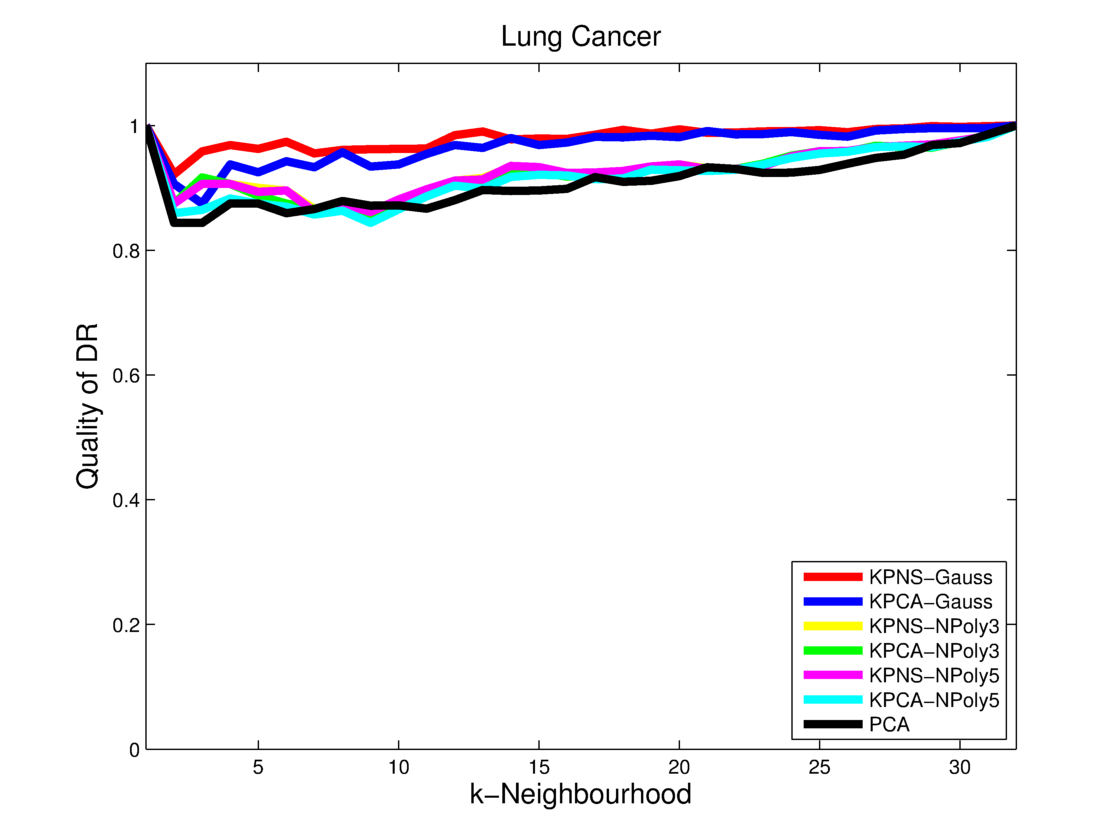 Lung Cancer
1
0.8
0.6
0.4
0.2
0
Quality of DR
5 10 15 20 25 30
k−Neighbourhood
KPNS−Gauss
KPCA−Gauss
KPNS−NPoly3
KPCA−NPoly3
KPNS−NPoly5
KPCA−NPoly5
PCA